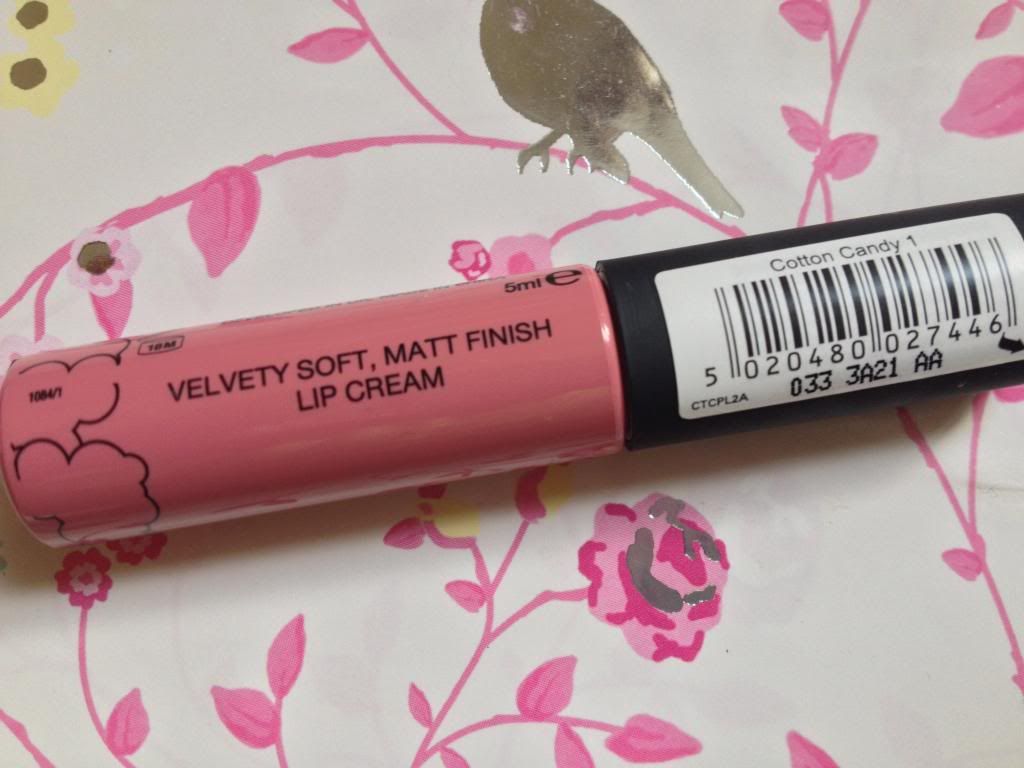 5ml e
18M
VELVETY SOFT, MATT FINISH
LIP CREAM
1084/1
Cotton Candy 1
5 020480 027446
033 3A21 AA
CTCPL2A